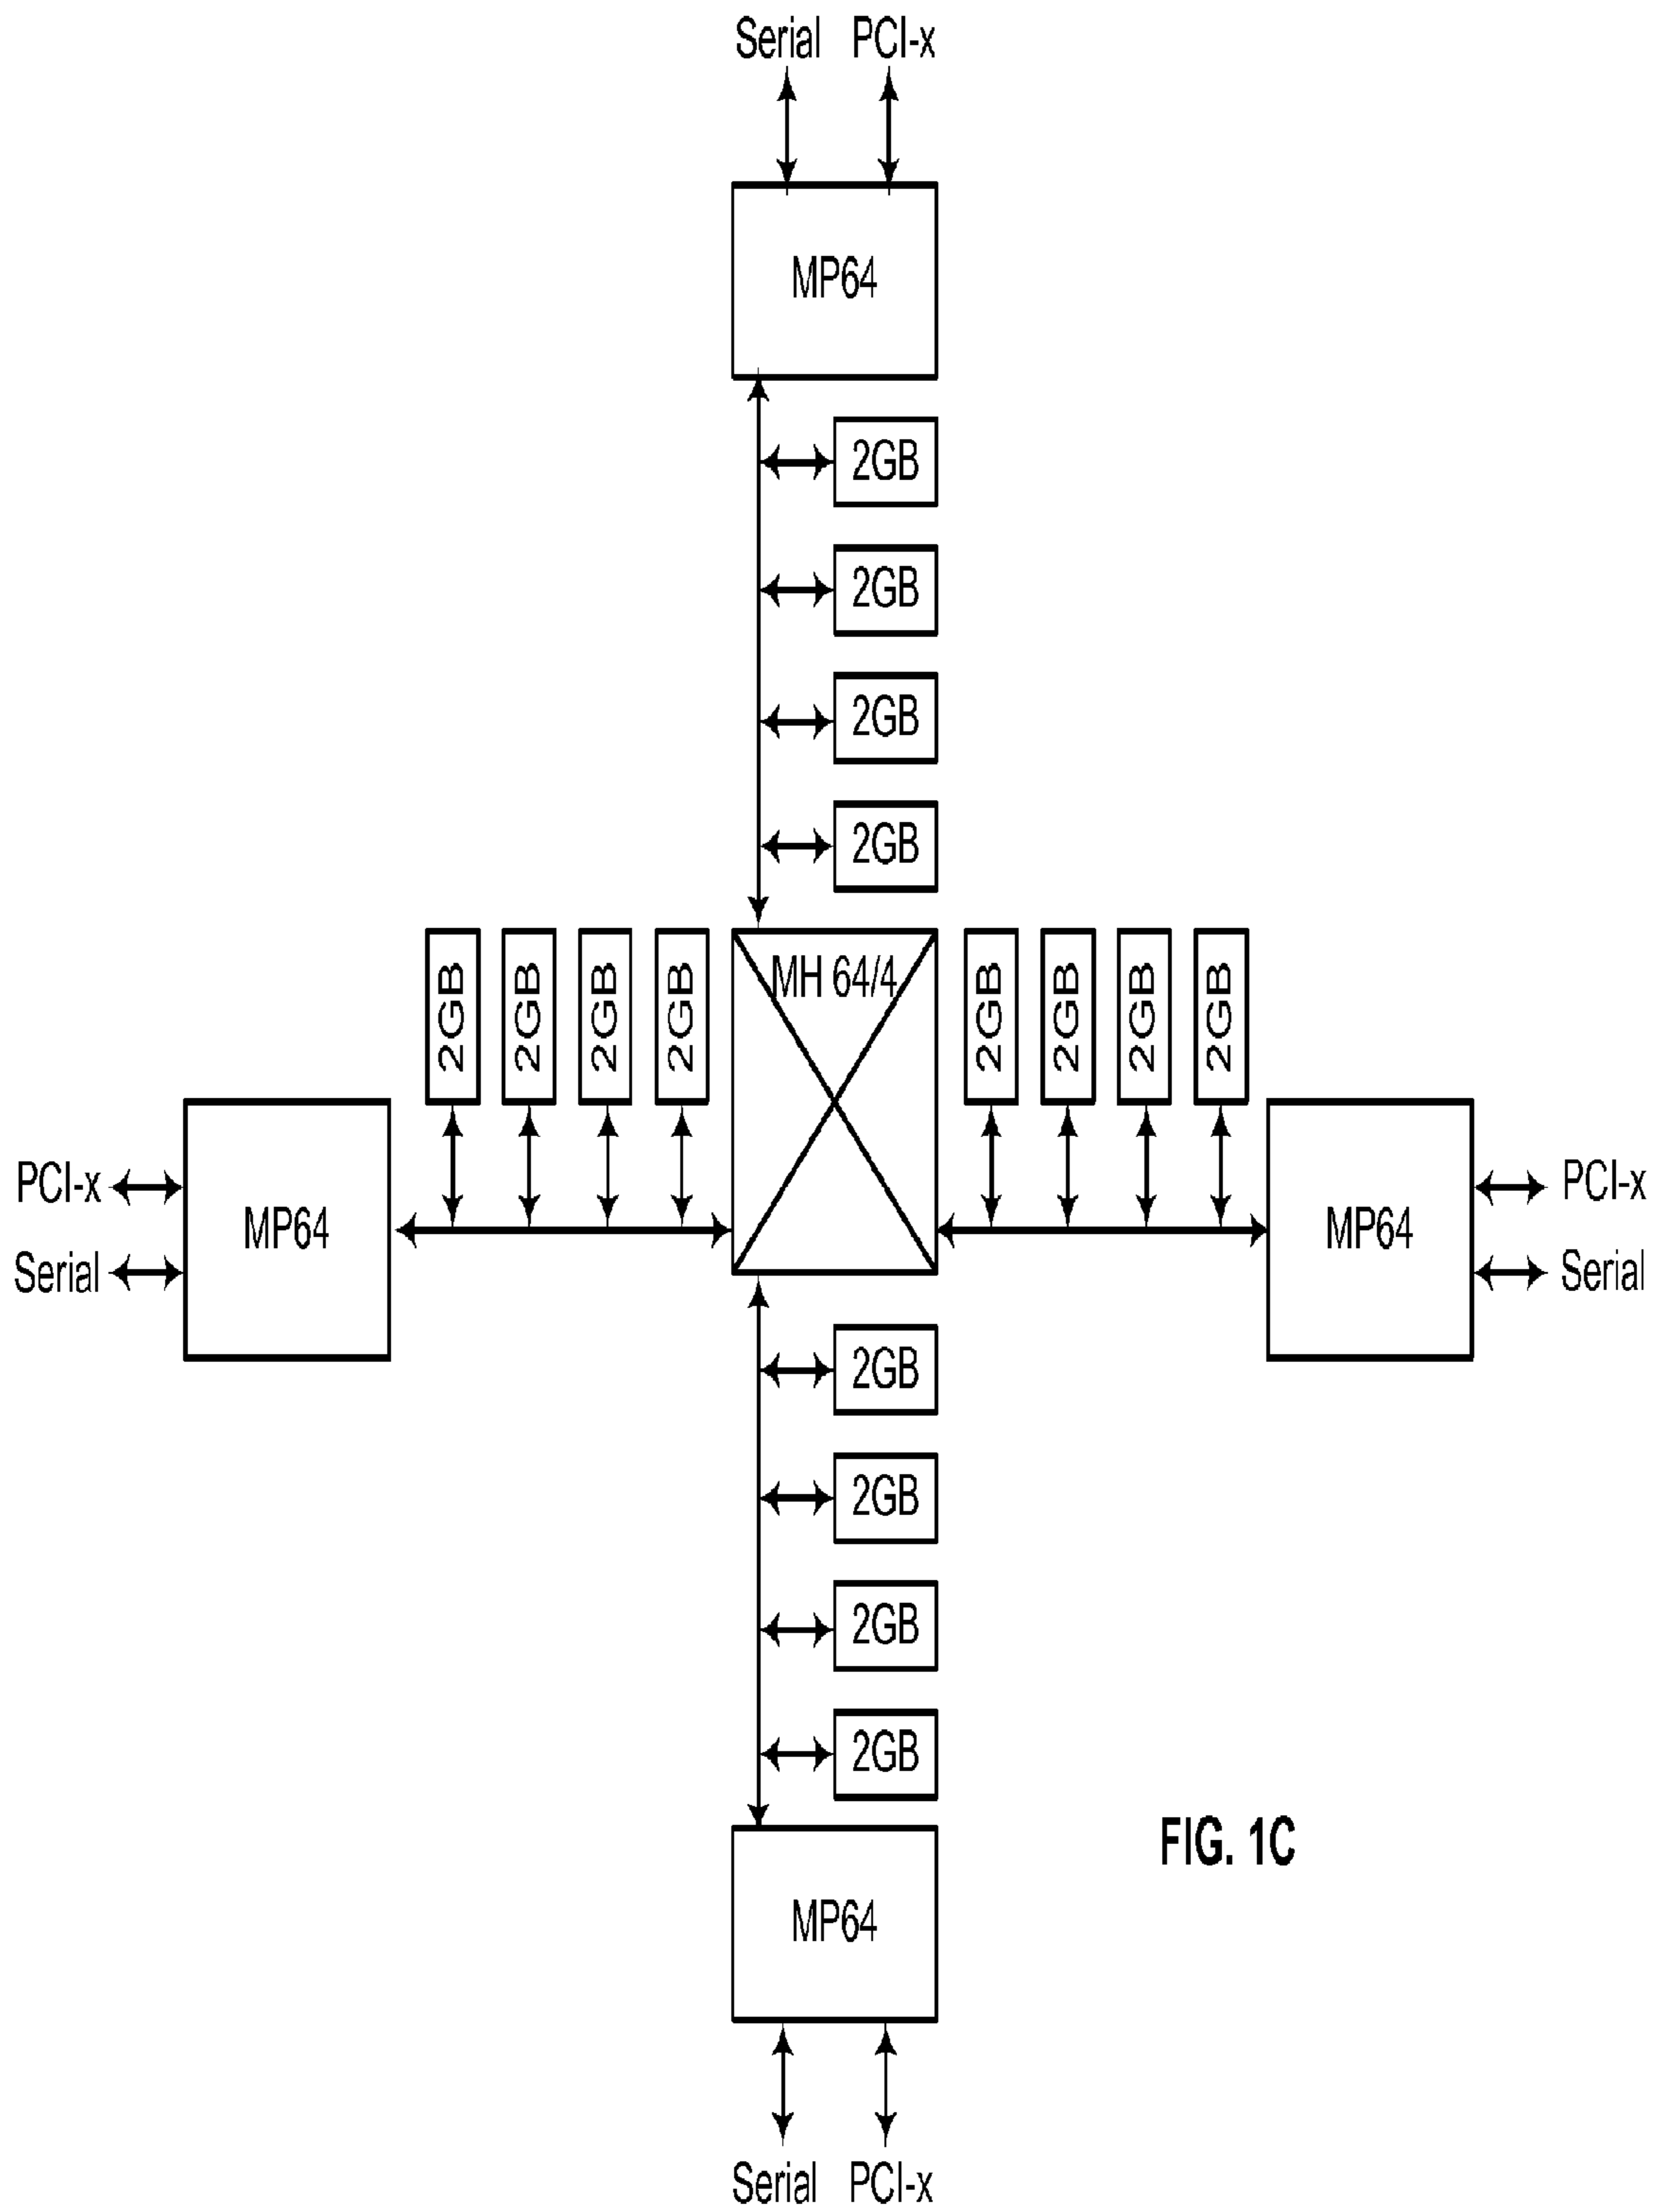 Serial PCI-x
MP64
2GB
2GB
2GB
2GB
2GB 2GB 2GB 2GB MH 64/4 2GB 2GB 2GB 2GB
PCI-x MP64 MP64 PCI-x
Serial Serial
2GB
2GB
2GB
2GB
FIG. 1C
MP64
Serial PCI-x